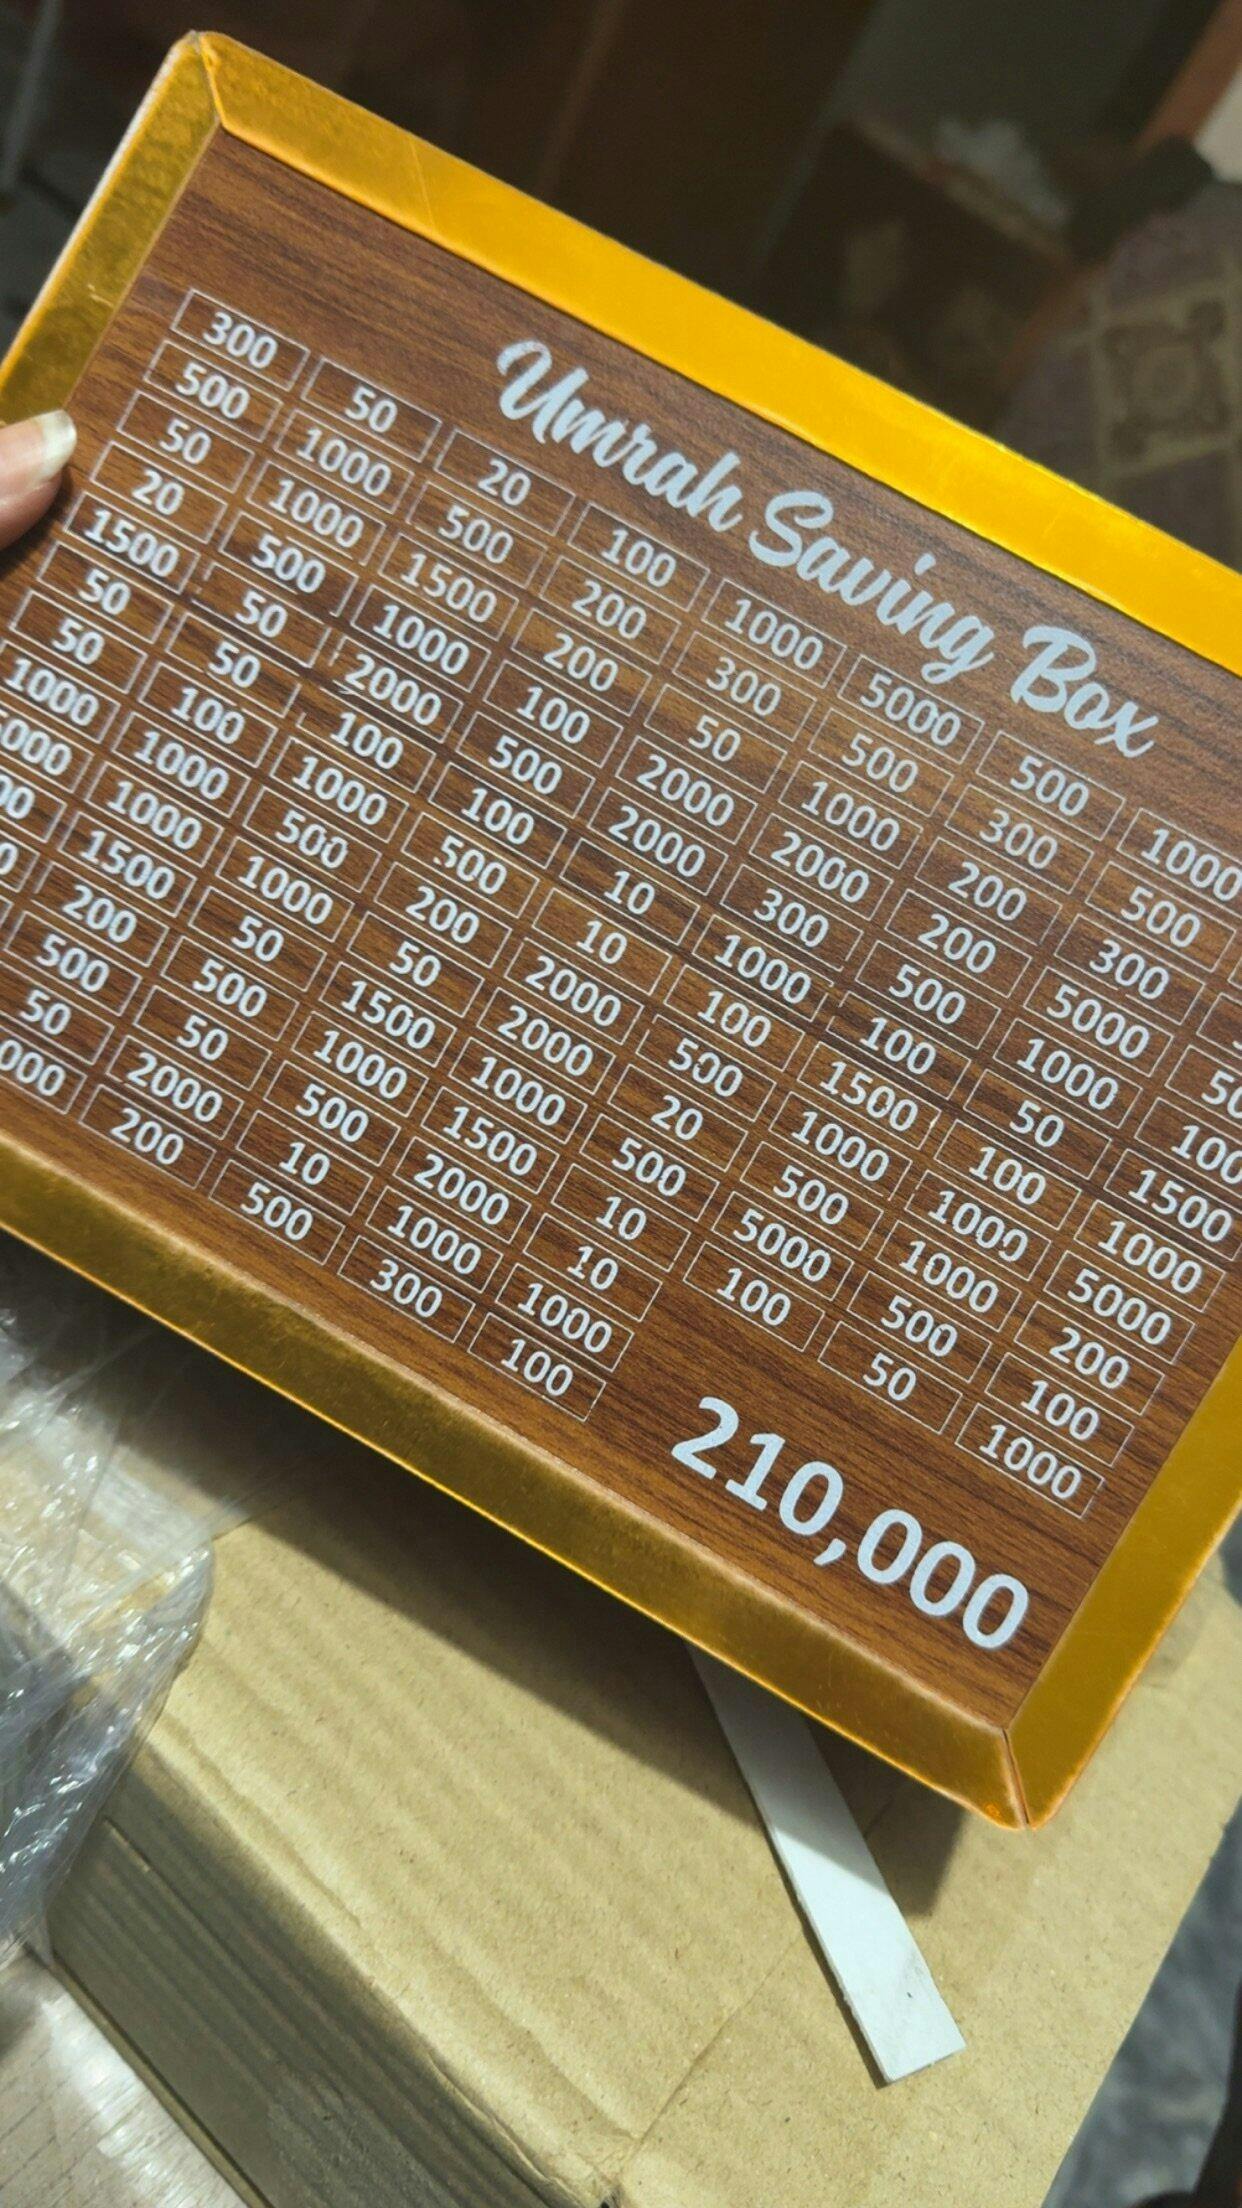 Umrah Saving Box
300 50 20 100 1000 5000 500 1000
500 1000 500 200 300 500 300 500
50 1000 1500 200 50 1000 200 300
20 500 1000 100 2000 2000 200 5000
1500 50 2000 500 2000 300 500 1000
50 50 100 100 10 1000 100 50 1500
50 100 1000 500 10 100 1500 100 1000
1000 1000 500 200 2000 500 1000 1000 5000
1000 1000 50 2000 20 500 1000 200
1500 50 1500 1000 500 5000 500 100
200 500 1000 1500 10 100 50 1000
500 50 500 2000 10
50 2000 10 1000 1000
200 500 300 100
210,000